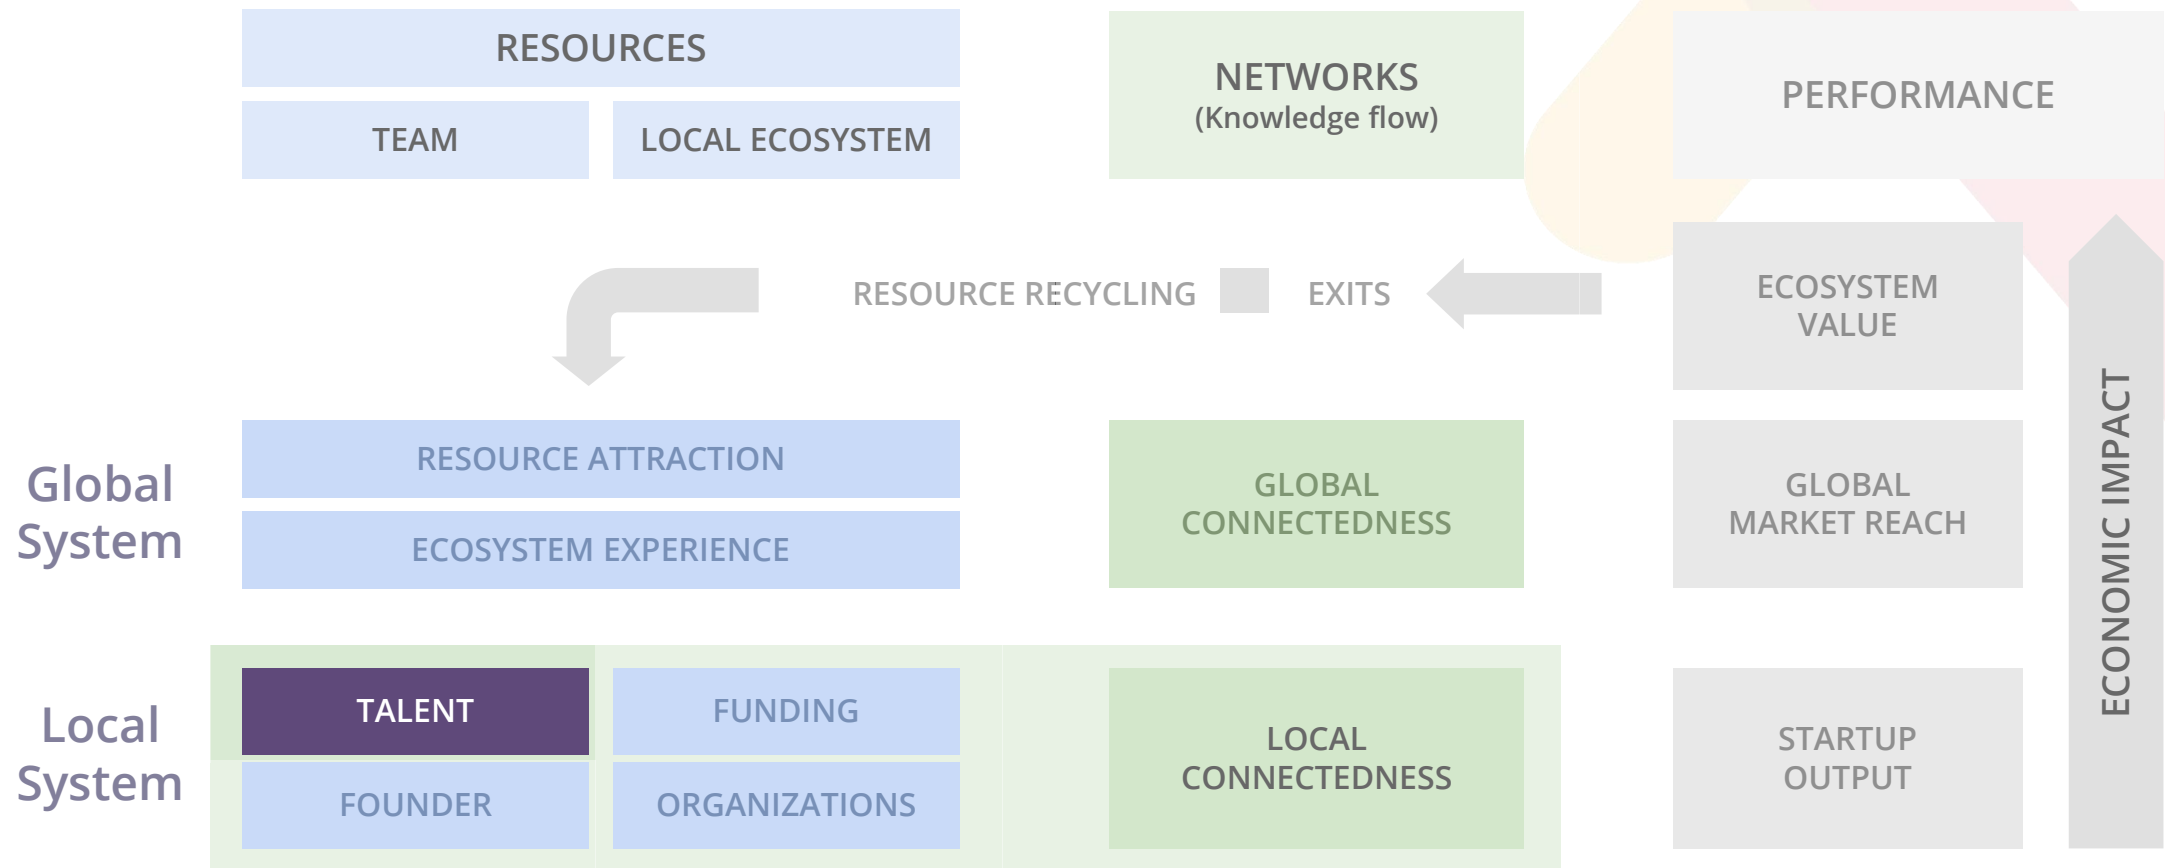 RESOURCES
TEAM
LOCAL ECOSYSTEM
NETWORKS
(Knowledge flow)
PERFORMANCE
RESOURCE RECYCLING
EXITS
ECOSYSTEM
VALUE
Global
System
RESOURCE ATTRACTION
ECOSYSTEM EXPERIENCE
GLOBAL
CONNECTEDNESS
GLOBAL
MARKET REACH
ECONOMIC IMPACT
Local
System
TALENT
FUNDING
FOUNDER
ORGANIZATIONS
LOCAL
CONNECTEDNESS
STARTUP
OUTPUT